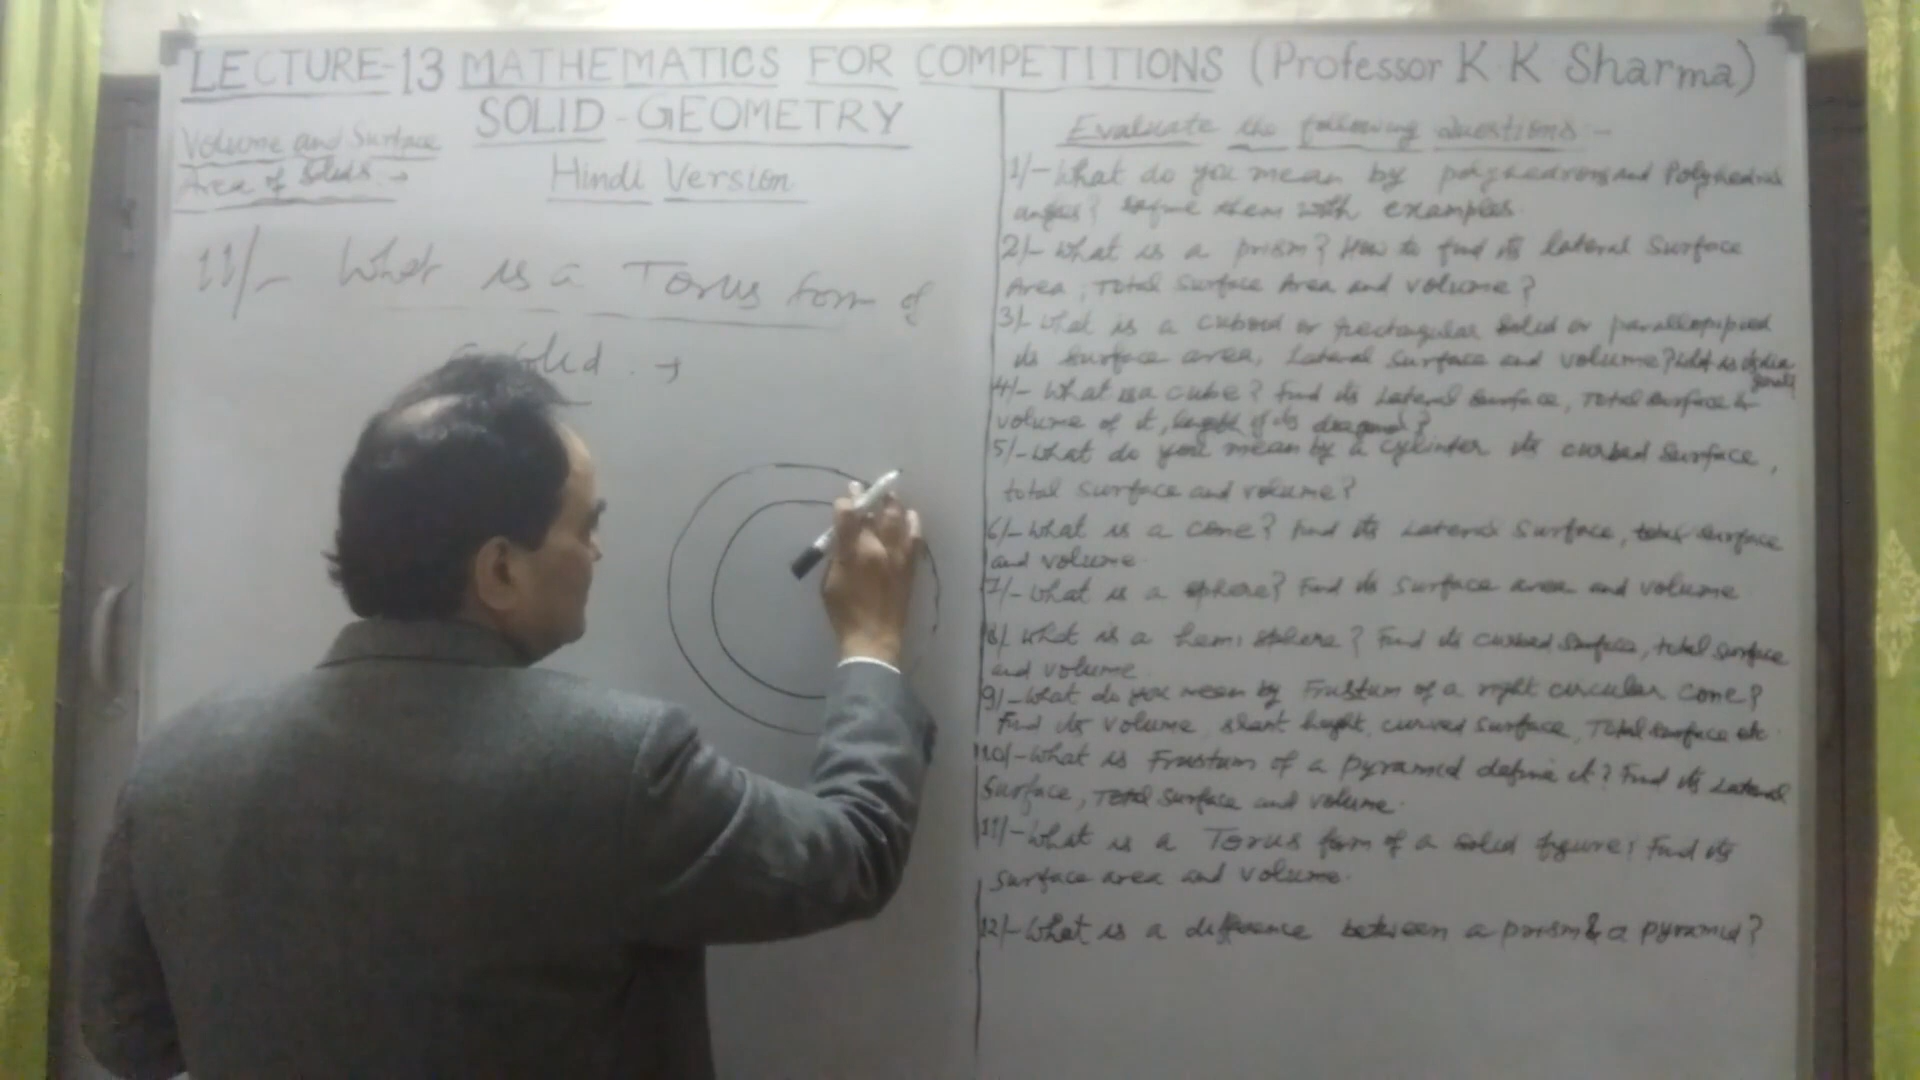 LECTURE-13 MATHEMATICS FOR COMPETITIONS (Professor K K Sharma)
SOLID-GEOMETRY
Volume and Surface
Area of Solids:→
Hindi Version
11/- What is a Torus form of
solid :→
Evaluate the following Questions:-
1/- What do you mean by polyhedrons and Polyhedral
angles? Define them with examples.
2/- What is a prism? How to find its lateral Surface
Area, Total Surface Area and volume?
3/- What is a cuboid or rectangular solid or parallopipied
its surface area, Lateral Surface and volume? What is its dia
gonal
4/- What is a cube? Find its Lateral Surface, Total surface &
volume of it, length of its diagonal?
5/- What do you mean by a cylinder its curbed surface,
total surface and volume?
6/- What is a cone? Find its Lateral Surface, total surface
and volume.
7/- What is a sphere? Find its surface area and volume
8/- What is a hemi sphere? Find its curbed surface, total surface
and volume.
9/- What do you mean by Frustum of a right circular cone?
Find its volume, slant height, curved surface, Total surface etc.
10/- What is Frustum of a pyramid define it? Find its Lateral
Surface, Total Surface and volume.
11/- What is a Torus form of a solid figure; Find its
surface area and volume.
12/- What is a difference between a prism & a pyramid?